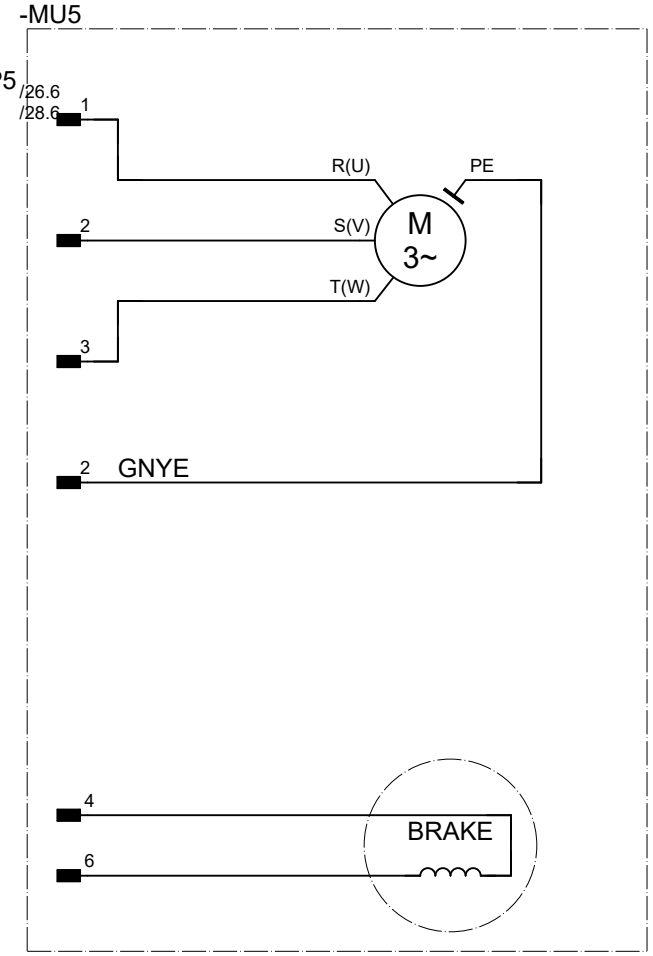 -MU5
/26.6
/28.6
1
R(U)
PE
2
S(V)
M
3~
T(W)
3
2
GNYE
4
BRAKE
6